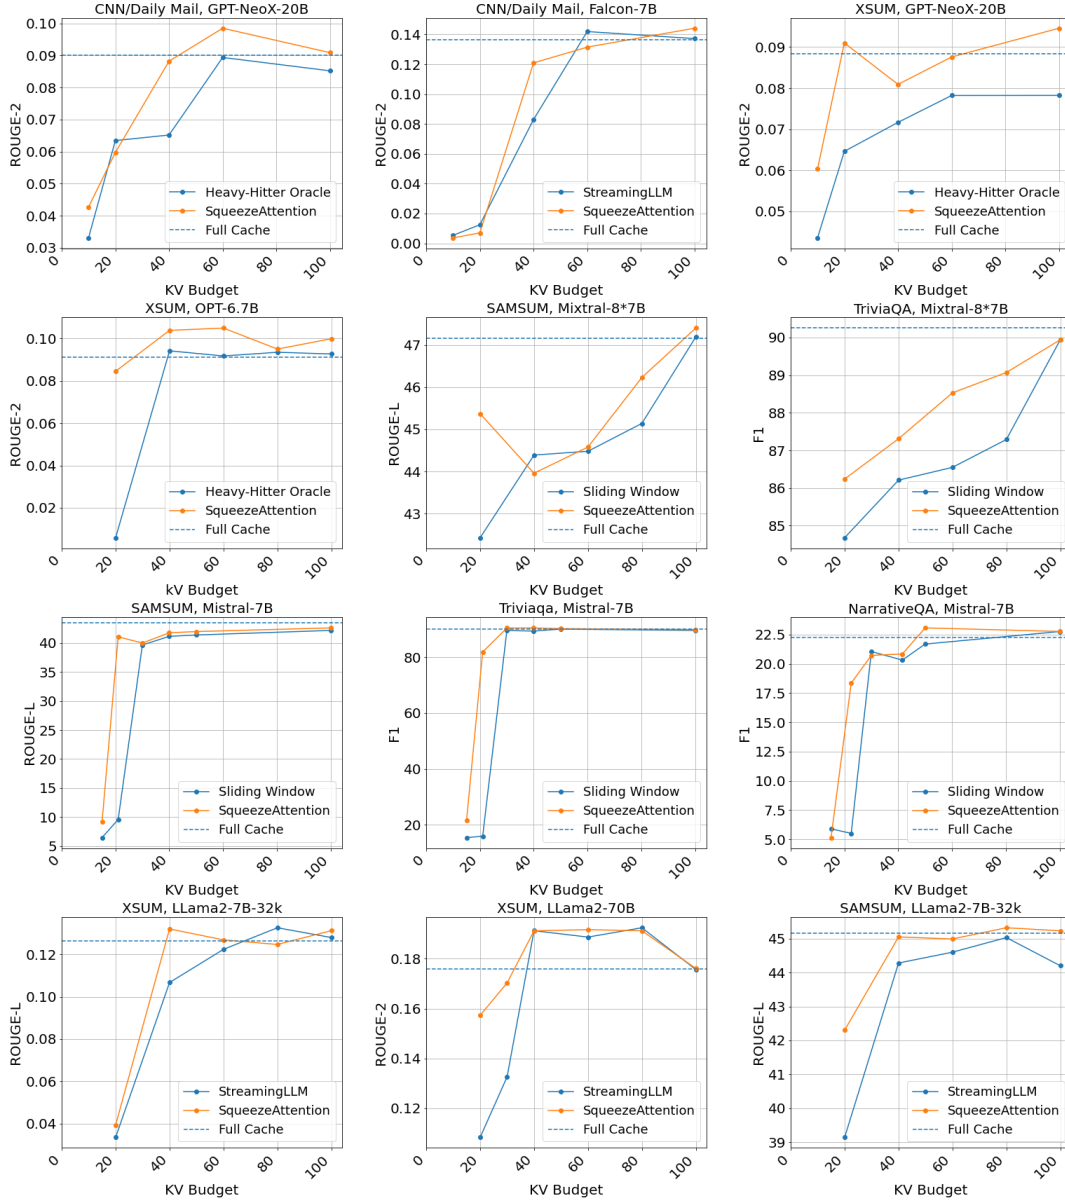 CNN/Daily Mail, GPT-NeoX-20B
ROUGE-2
0.10
0.09
0.08
0.07
0.06
0.05
0.04
0.03
0
20
40
60
80
100
KV Budget
Heavy-Hitter Oracle
SqueezeAttention
Full Cache
CNN/Daily Mail, Falcon-7B
ROUGE-2
0.14
0.12
0.10
0.08
0.06
0.04
0.02
0.00
0
20
40
60
80
100
KV Budget
StreamingLLM
SqueezeAttention
Full Cache
XSUM, GPT-NeoX-20B
ROUGE-2
0.09
0.08
0.07
0.06
0.05
0
20
40
60
80
100
KV Budget
Heavy-Hitter Oracle
SqueezeAttention
Full Cache
XSUM, OPT-6.7B
ROUGE-2
0.10
0.08
0.06
0.04
0.02
0
20
40
60
80
100
kV Budget
Heavy-Hitter Oracle
SqueezeAttention
Full Cache
SAMSUM, Mixtral-8*7B
ROUGE-L
47
46
45
44
43
0
20
40
60
80
100
KV Budget
Sliding Window
SqueezeAttention
Full Cache
TriviaQA, Mixtral-8*7B
F1
90
89
88
87
86
85
0
20
40
60
80
100
KV Budget
Sliding Window
SqueezeAttention
Full Cache
SAMSUM, Mistral-7B
ROUGE-L
40
35
30
25
20
15
10
5
0
20
40
60
80
100
KV Budget
Sliding Window
SqueezeAttention
Full Cache
Triviaqa, Mistral-7B
F1
80
60
40
20
0
20
40
60
80
100
KV Budget
Sliding Window
SqueezeAttention
Full Cache
NarrativeQA, Mistral-7B
F1
22.5
20.0
17.5
15.0
12.5
10.0
7.5
5.0
0
20
40
60
80
100
KV Budget
Sliding Window
SqueezeAttention
Full Cache
XSUM, LLama2-7B-32k
ROUGE-L
0.12
0.10
0.08
0.06
0.04
0
20
40
60
80
100
KV Budget
StreamingLLM
SqueezeAttention
Full Cache
XSUM, LLama2-70B
ROUGE-2
0.18
0.16
0.14
0.12
0
20
40
60
80
100
KV Budget
StreamingLLM
SqueezeAttention
Full Cache
SAMSUM, LLama2-7B-32k
ROUGE-L
45
44
43
42
41
40
39
0
20
40
60
80
100
KV Budget
StreamingLLM
SqueezeAttention
Full Cache